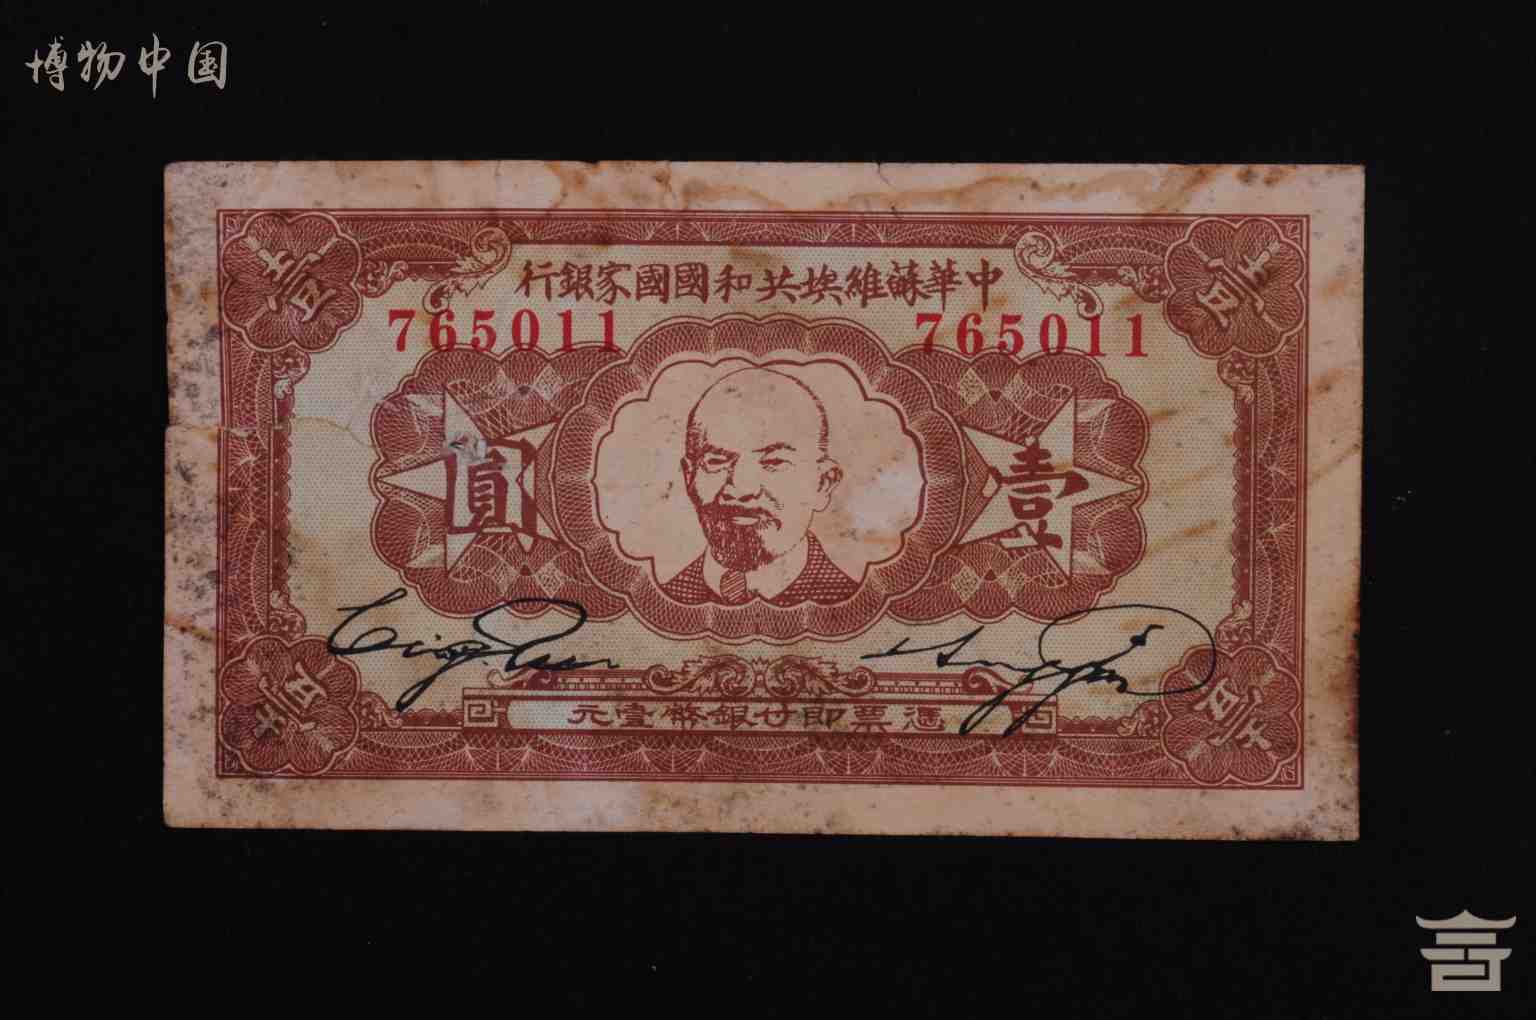 博物中国
中華蘇維埃共和國國家銀行
765011 765011
壹圓
憑票即付銀幣壹元
壹 壹
壹 壹